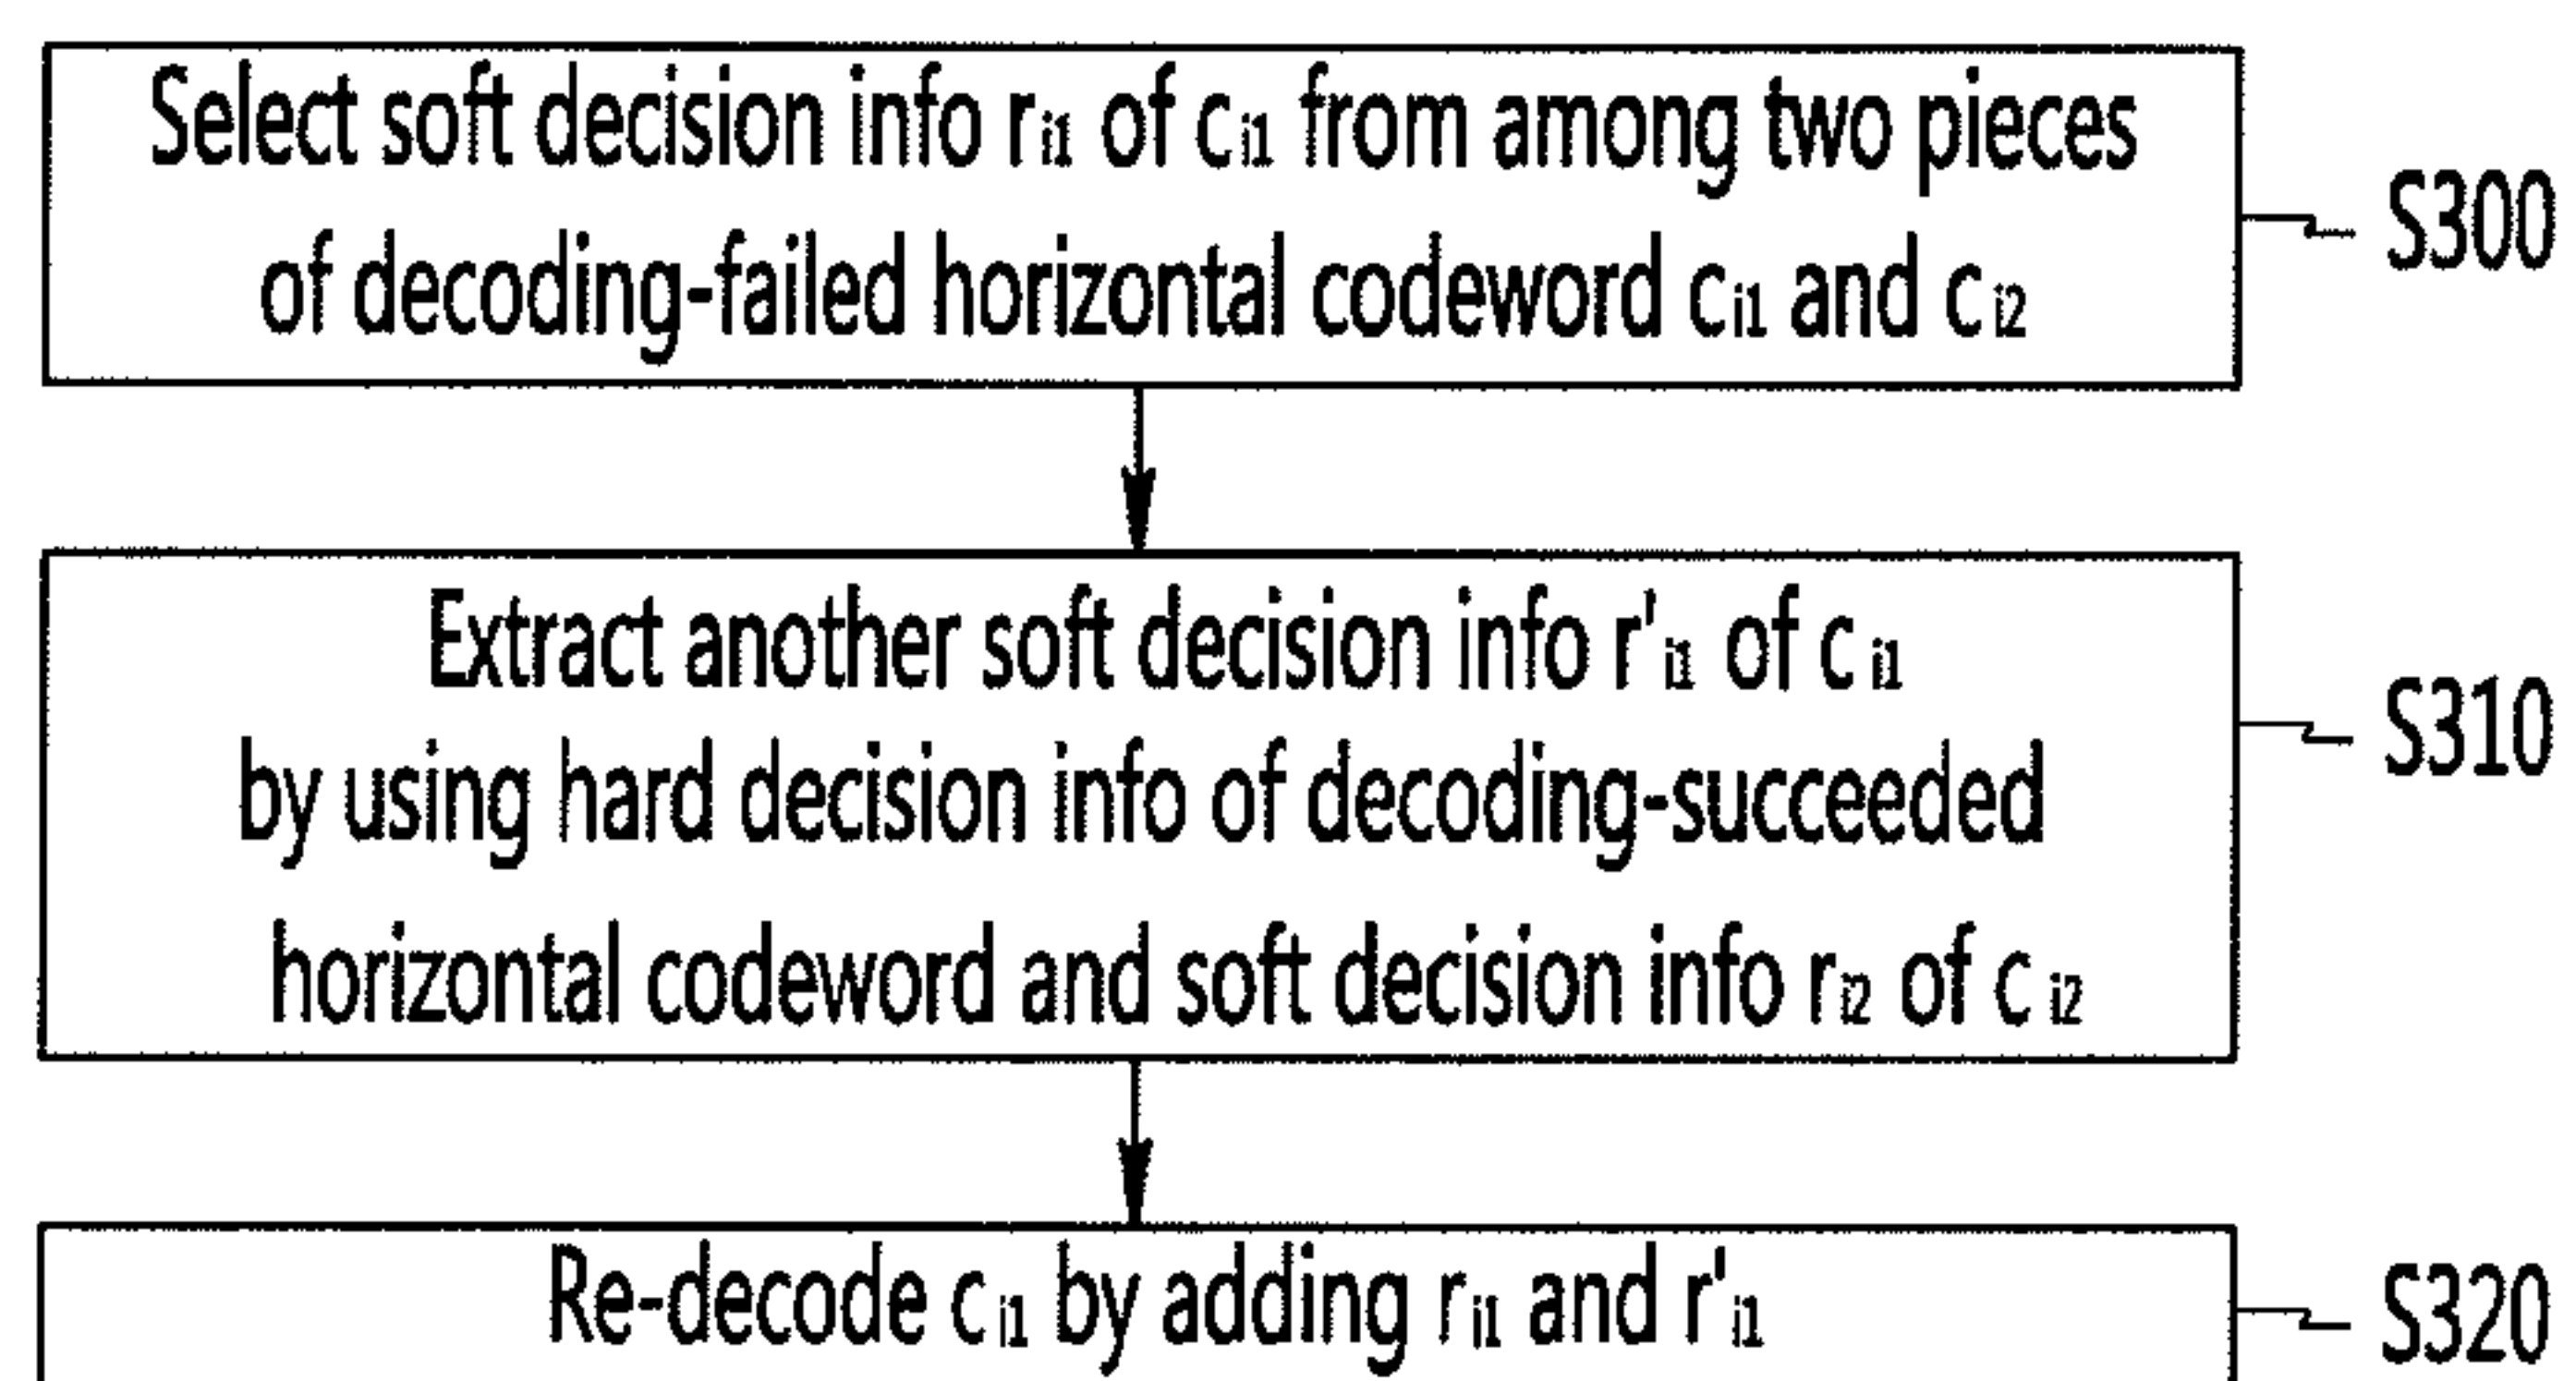 Select soft decision info rᵢ₁ of cᵢ₁ from among two pieces
of decoding-failed horizontal codeword cᵢ₁ and cᵢ₂
S300
Extract another soft decision info r'ᵢ₁ of cᵢ₁
by using hard decision info of decoding-succeeded
horizontal codeword and soft decision info rᵢ₂ of cᵢ₂
S310
Re-decode cᵢ₁ by adding rᵢ₁ and r'ᵢ₁
S320